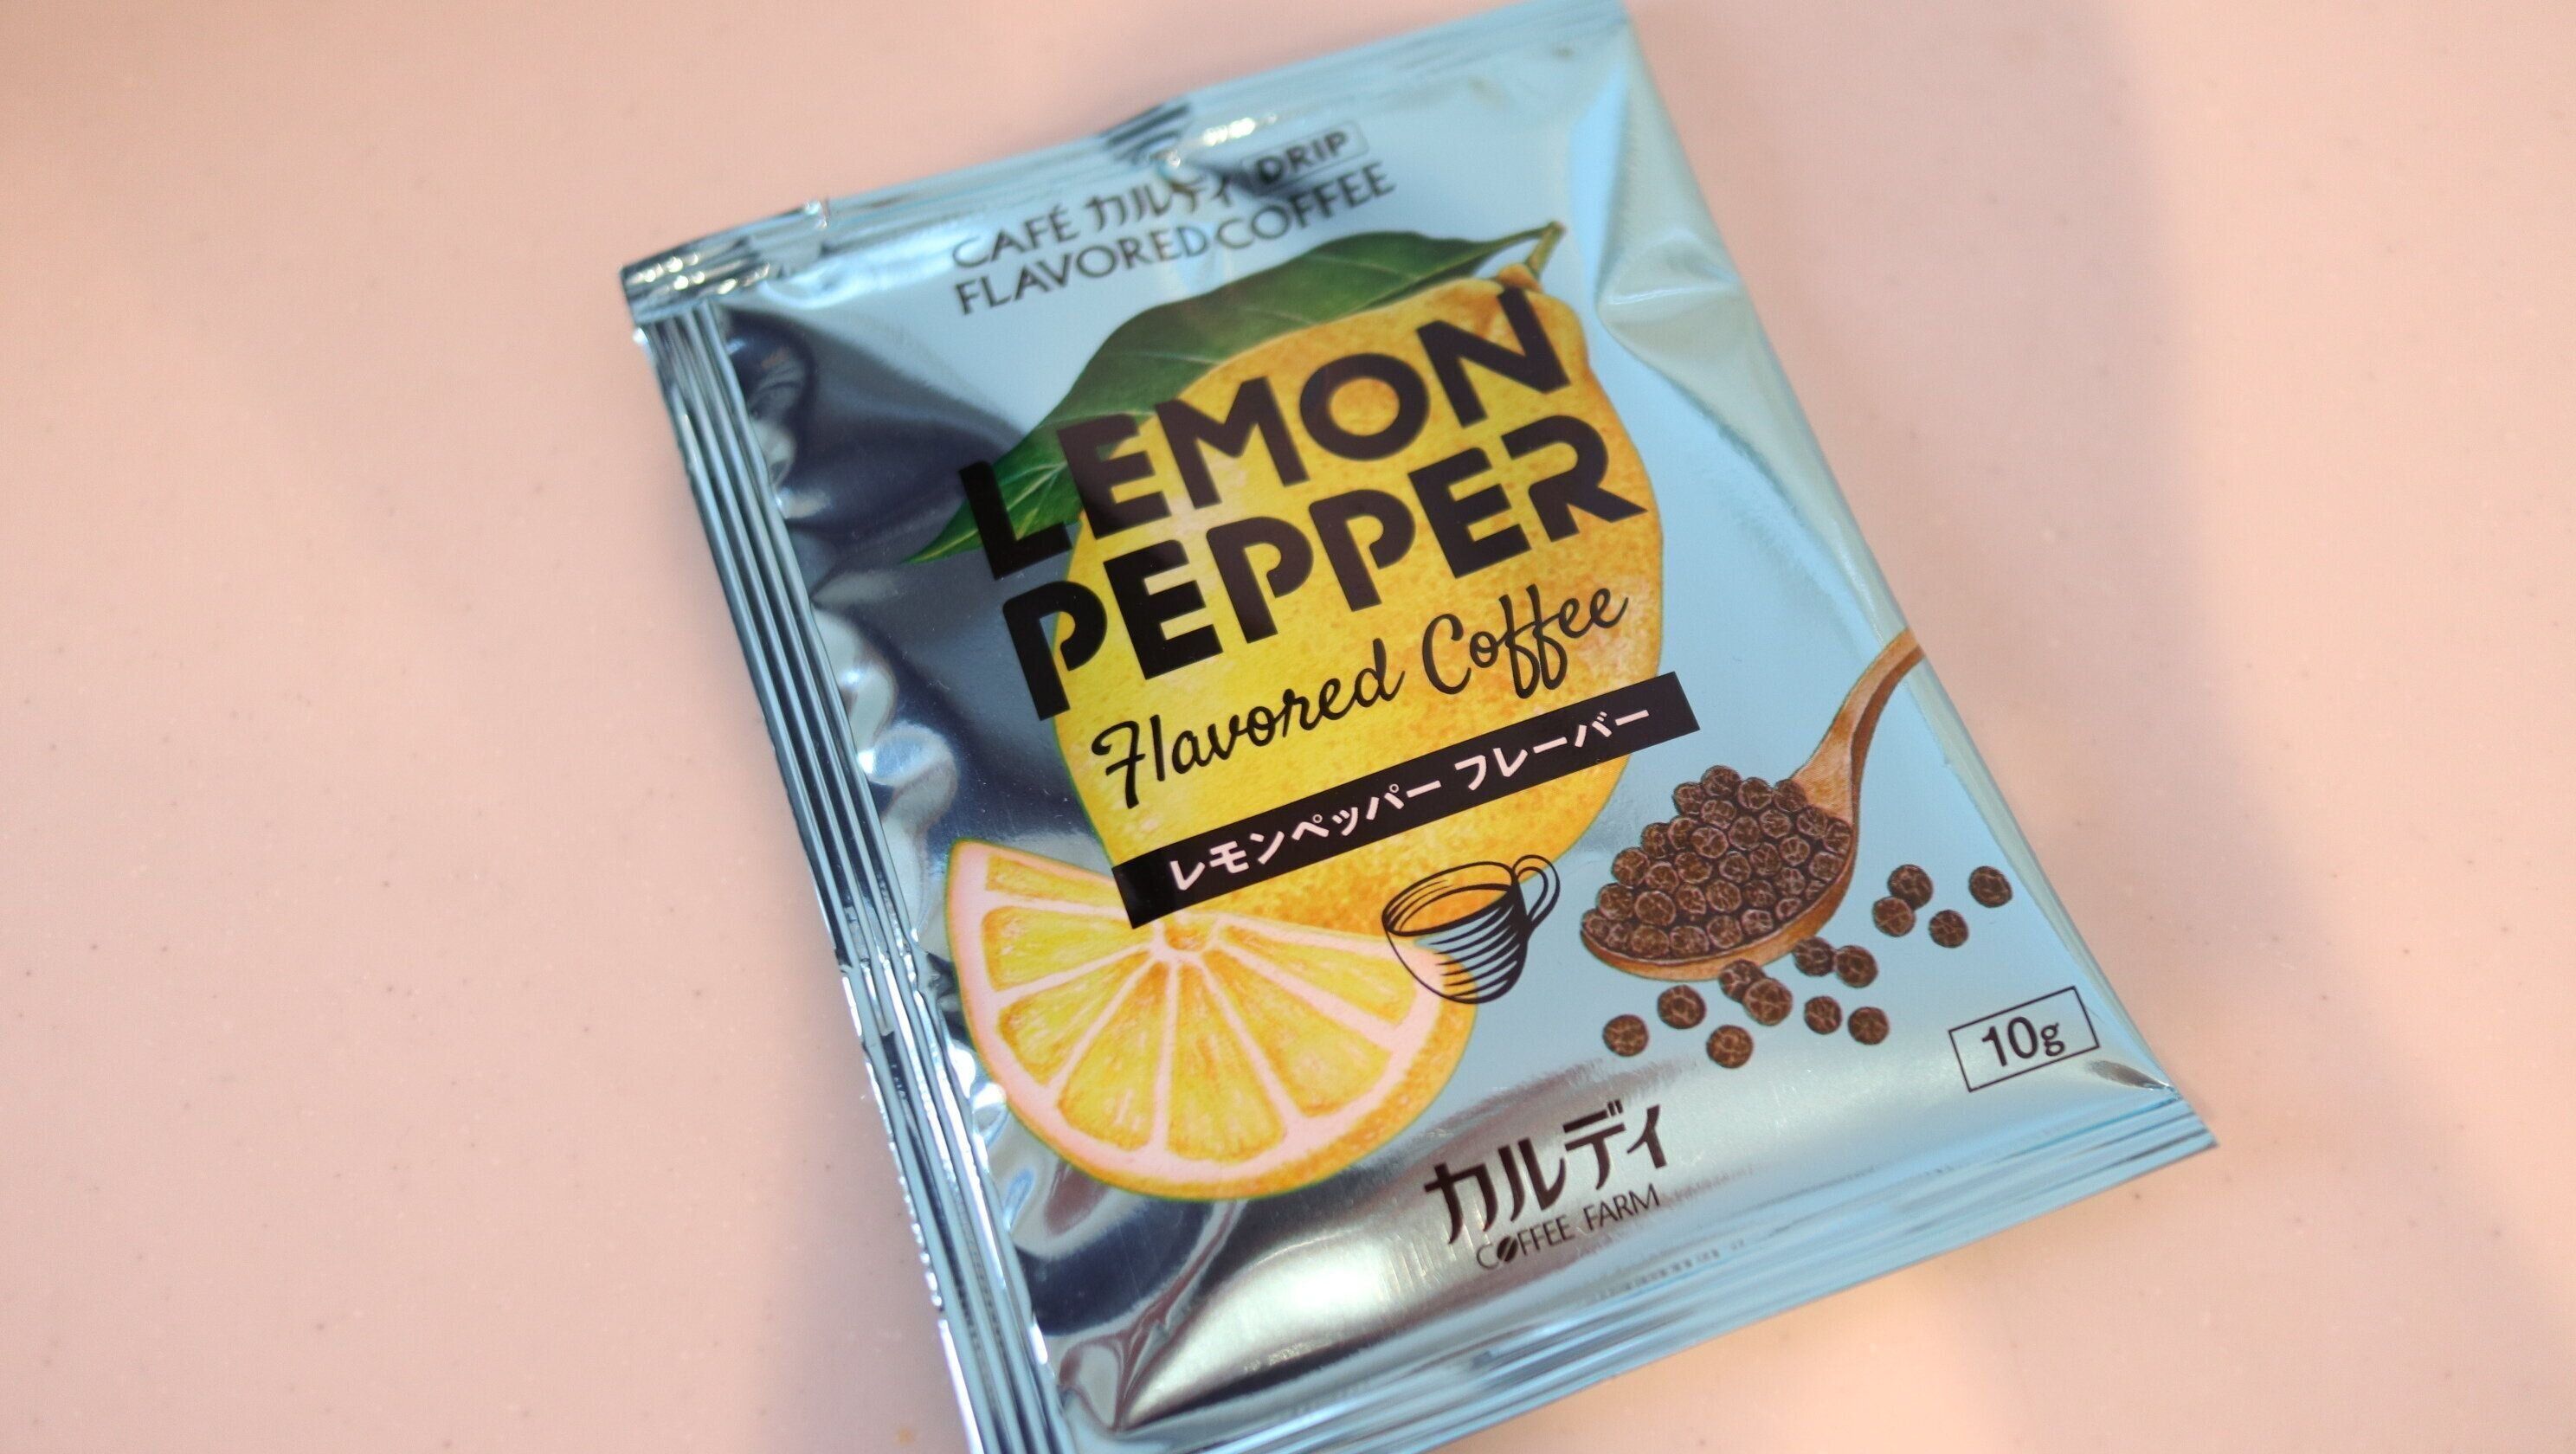 CAFÉ カルディ DRIP
FLAVORED COFFEE
LEMON
PEPPER
Flavored Coffee
レモンペッパー フレーバー
10g
カルディ
COFFEE FARM